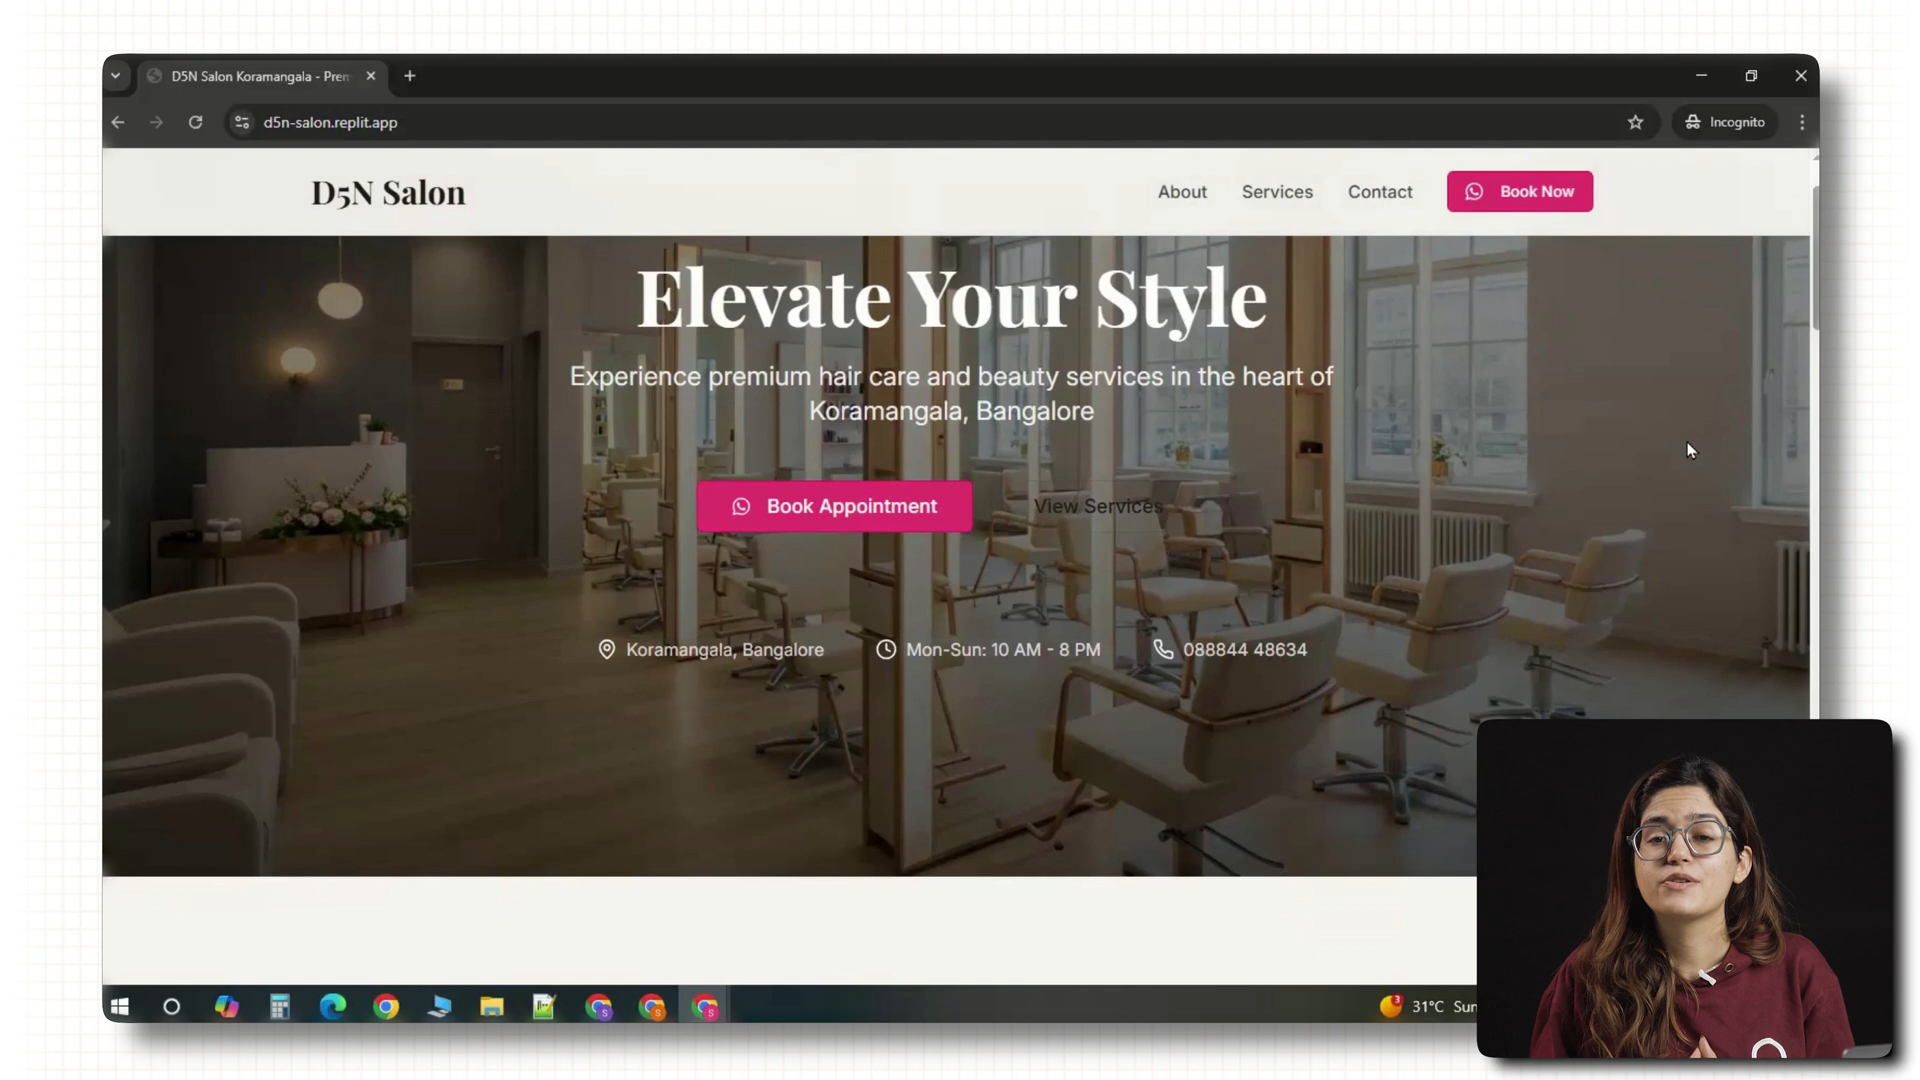 D5N Salon Koramangala - Prem
d5n-salon.replit.app
Incognito
D5N Salon
About
Services
Contact
Book Now
Elevate Your Style
Experience premium hair care and beauty services in the heart of
Koramangala, Bangalore
Book Appointment
View Services
Koramangala, Bangalore
Mon-Sun: 10 AM - 8 PM
088844 48634
3
31°C Sun
S
S
S